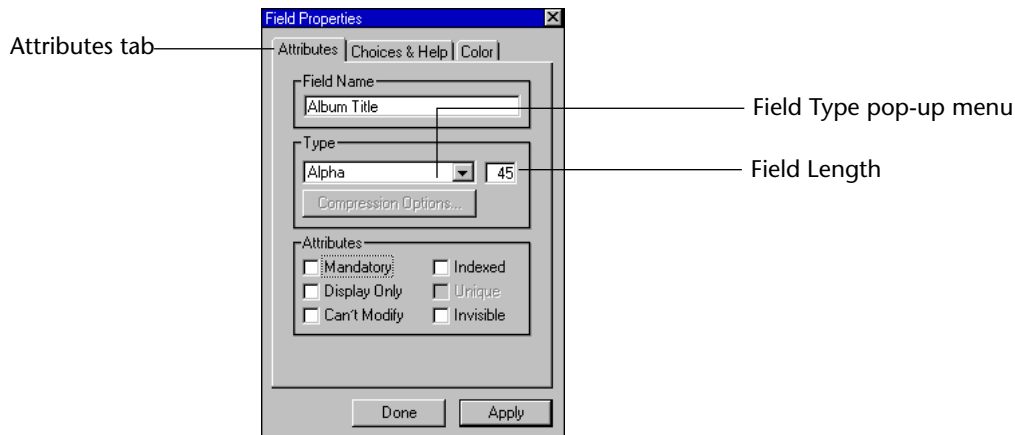 Field Properties
Attributes tab
Attributes Choices & Help Color
Field Name
Album Title
Field Type pop-up menu
Type
Alpha 45
Field Length
Compression Options...
Attributes
Mandatory Indexed
Display Only Unique
Can't Modify Invisible
Done Apply